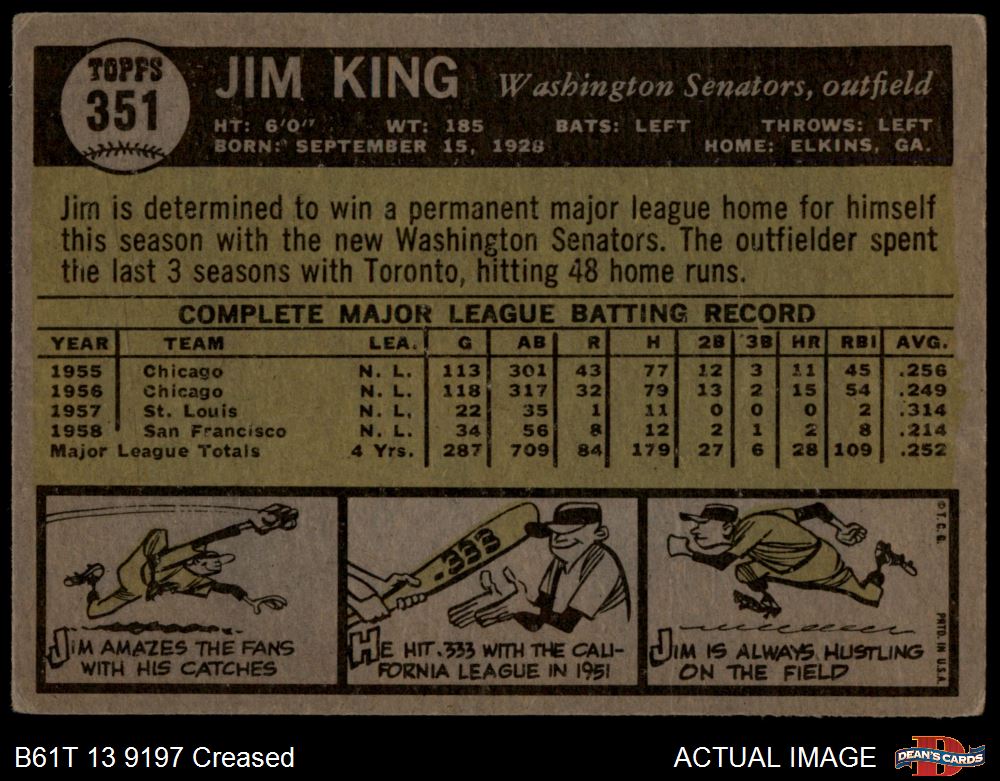 TOPPS
351
JIM KING Washington Senators, outfield
HT: 6'0" WT: 185 BATS: LEFT THROWS: LEFT
BORN: SEPTEMBER 15, 1928 HOME: ELKINS, GA.
Jim is determined to win a permanent major league home for himself
this season with the new Washington Senators. The outfielder spent
the last 3 seasons with Toronto, hitting 48 home runs.
COMPLETE MAJOR LEAGUE BATTING RECORD
YEAR TEAM LEA. G AB R H 2B 3B HR RBI AVG.
1955 Chicago N. L. 113 301 43 77 12 3 11 45 .256
1956 Chicago N. L. 118 317 32 79 13 2 15 54 .249
1957 St. Louis N. L. 22 35 1 11 0 0 0 2 .314
1958 San Francisco N. L. 34 56 8 12 2 1 2 8 .214
Major League Totals 4 Yrs. 287 709 84 179 27 6 28 109 .252
.333
JIM AMAZES THE FANS
WITH HIS CATCHES
HE HIT .333 WITH THE CALI-
FORNIA LEAGUE IN 1951
JIM IS ALWAYS HUSTLING
ON THE FIELD
©T.C.G.
PRTD. IN U.S.A.
B61T 13 9197 Creased
ACTUAL IMAGE
D
DEAN'S CARDS